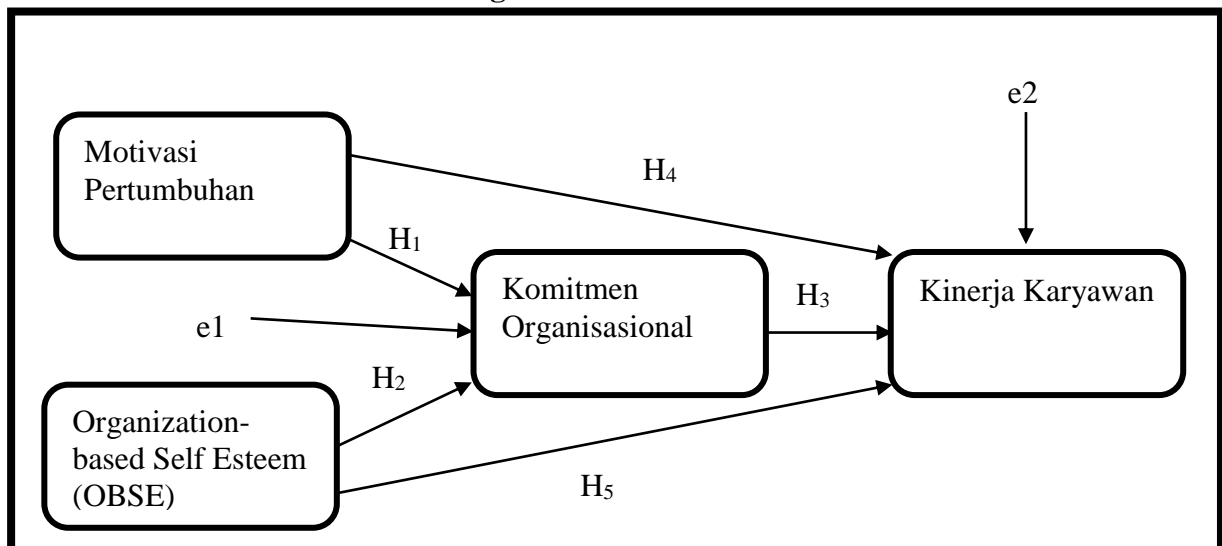 e2
Motivasi
Pertumbuhan
H4
H1
Komitmen
Organisasional
H3
Kinerja Karyawan
e1
H2
Organization-
based Self Esteem
(OBSE)
H5